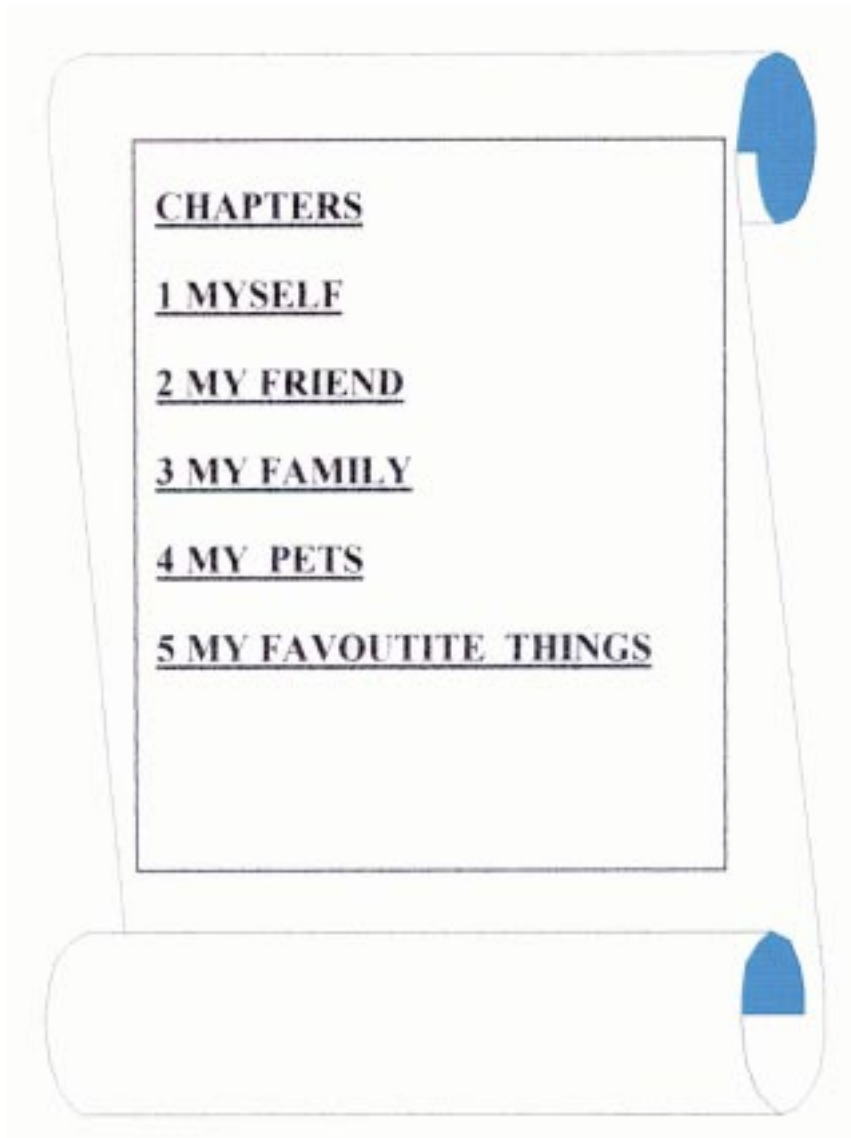 CHAPTERS
1 MYSELF
2 MY FRIEND
3 MY FAMILY
4 MY PETS
5 MY FAVOUTITE THINGS